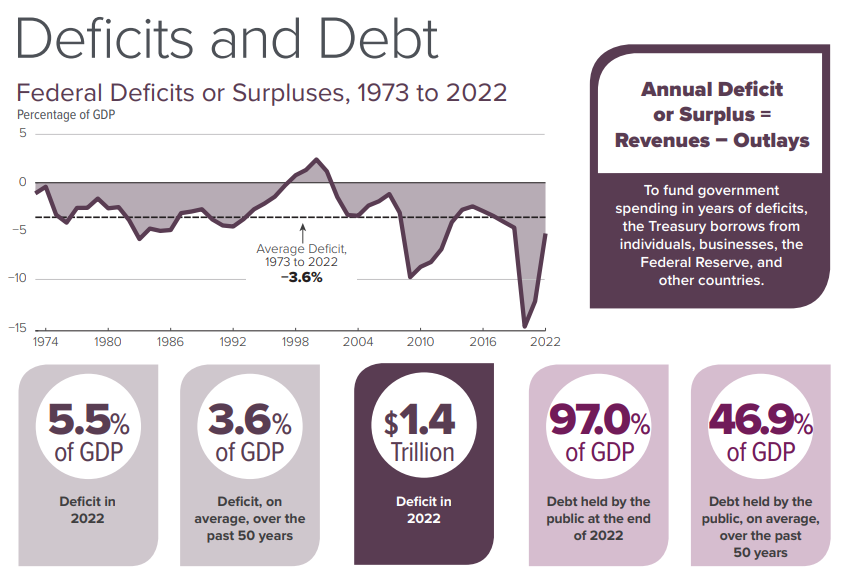 Deficits and Debt
Federal Deficits or Surpluses, 1973 to 2022
Percentage of GDP
5
0
−5
−10
−15
Average Deficit,
1973 to 2022
−3.6%
1974 1980 1986 1992 1998 2004 2010 2016 2022
Annual Deficit
or Surplus =
Revenues − Outlays
To fund government
spending in years of deficits,
the Treasury borrows from
individuals, businesses, the
Federal Reserve, and
other countries.
5.5%
of GDP
Deficit in
2022
3.6%
of GDP
Deficit, on
average, over the
past 50 years
$1.4
Trillion
Deficit in
2022
97.0%
of GDP
Debt held by the
public at the end
of 2022
46.9%
of GDP
Debt held by the
public, on average,
over the past
50 years